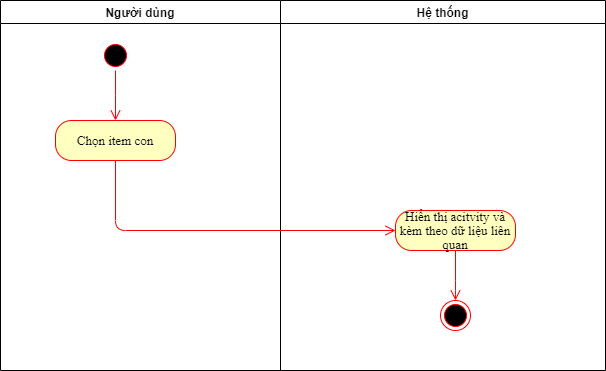 Người dùng
Hệ thống
Chọn item con
Hiển thị acitvity và
kèm theo dữ liệu liên
quan